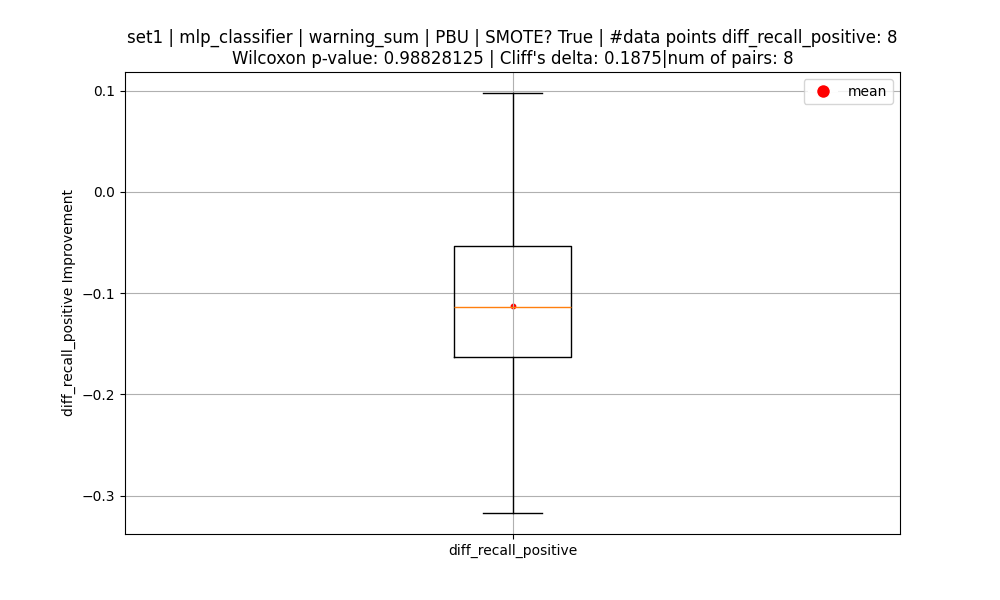 set1 | mlp_classifier | warning_sum | PBU | SMOTE? True | #data points diff_recall_positive: 8
Wilcoxon p-value: 0.98828125 | Cliff's delta: 0.1875|num of pairs: 8
mean
0.1
0.0
−0.1
−0.2
−0.3
diff_recall_positive Improvement
diff_recall_positive